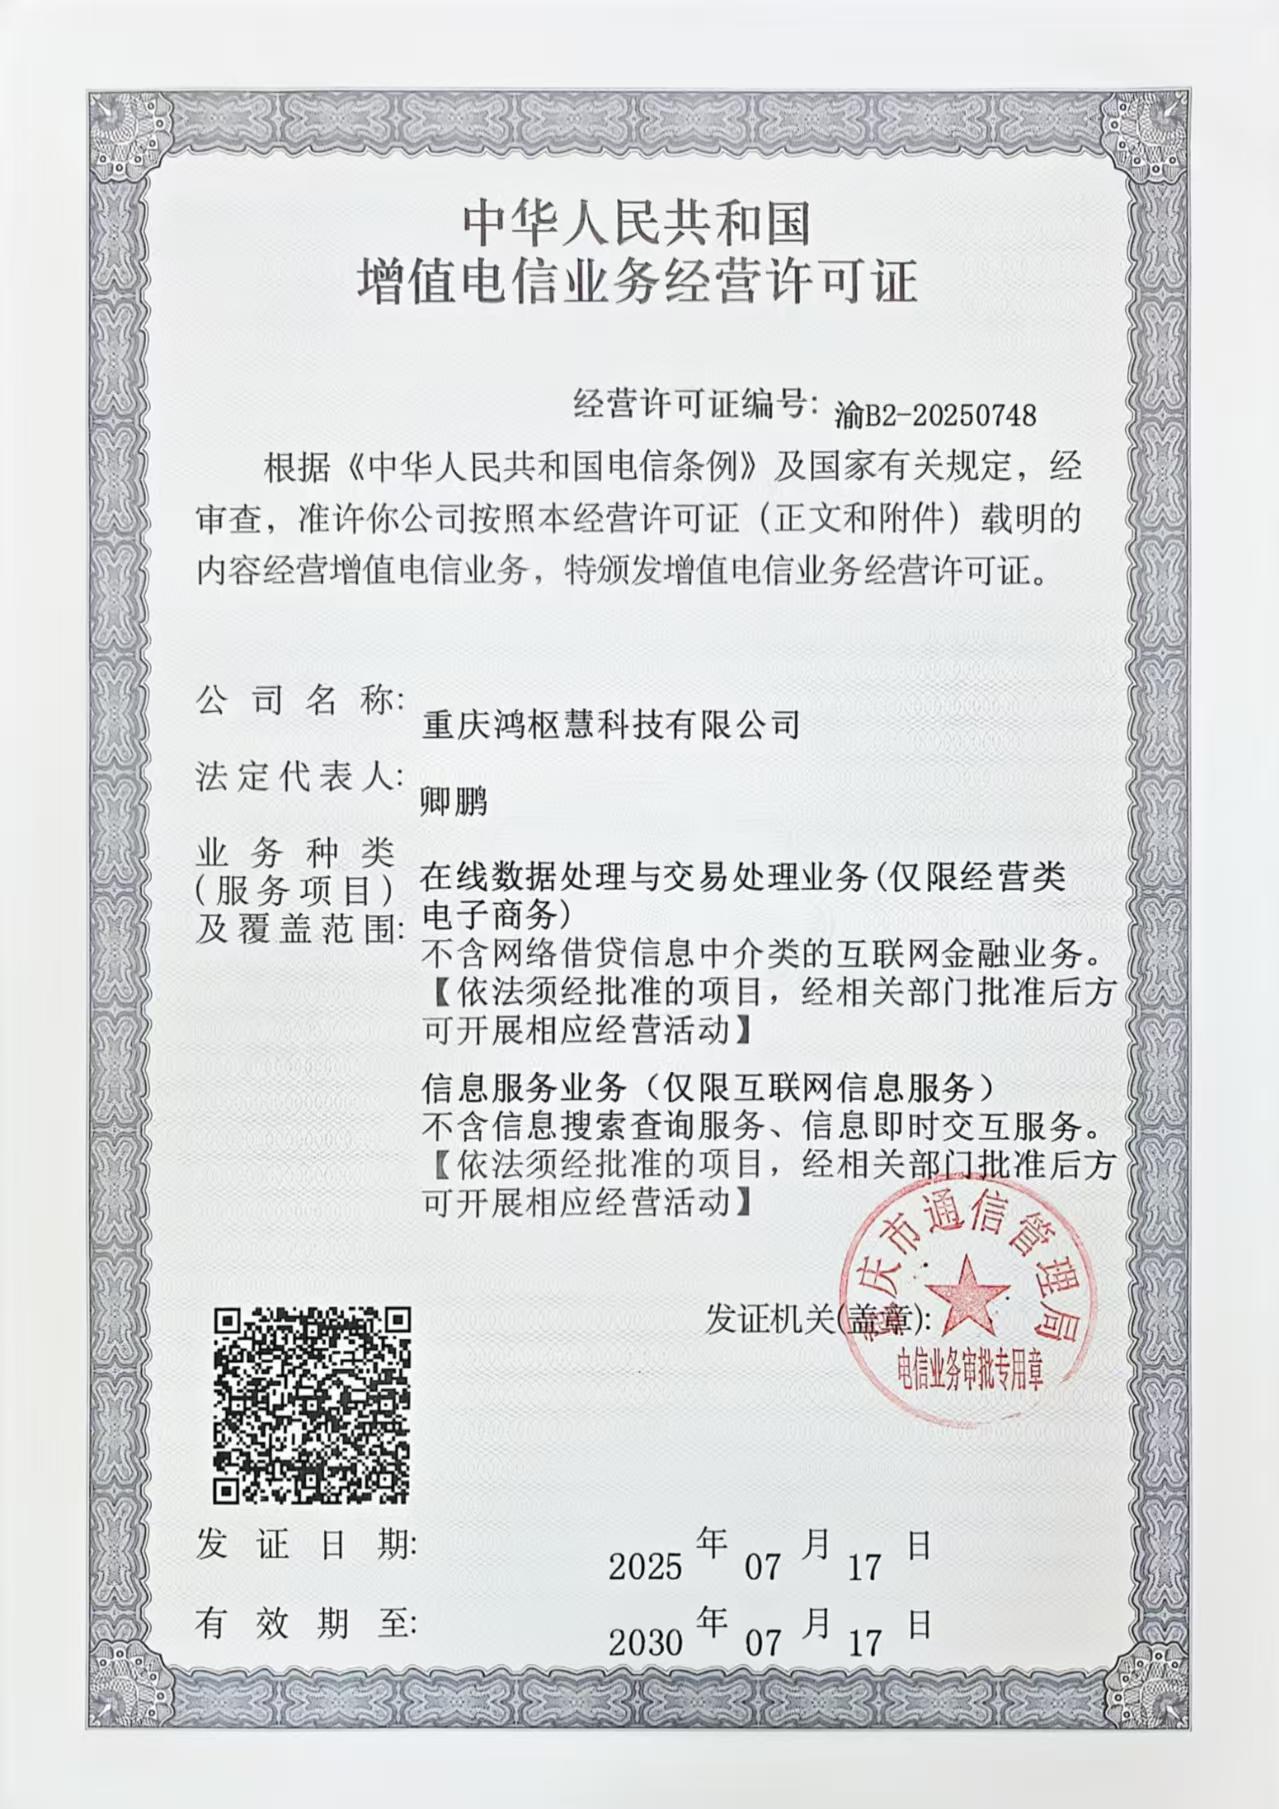 中华人民共和国
增值电信业务经营许可证
经营许可证编号: 渝B2-20250748
根据《中华人民共和国电信条例》及国家有关规定，经
审查，准许你公司按照本经营许可证（正文和附件）载明的
内容经营增值电信业务，特颁发增值电信业务经营许可证。
公司名称: 重庆鸿枢慧科技有限公司
法定代表人: 卿鹏
业务种类
(服务项目)
及覆盖范围:
在线数据处理与交易处理业务(仅限经营类
电子商务)
不含网络借贷信息中介类的互联网金融业务。
【依法须经批准的项目，经相关部门批准后方
可开展相应经营活动】
信息服务业务（仅限互联网信息服务）
不含信息搜索查询服务、信息即时交互服务。
【依法须经批准的项目，经相关部门批准后方
可开展相应经营活动】
发证机关(盖章):
重庆市通信管理局
电信业务审批专用章
发证日期: 2025 年 07 月 17 日
有效期至: 2030 年 07 月 17 日